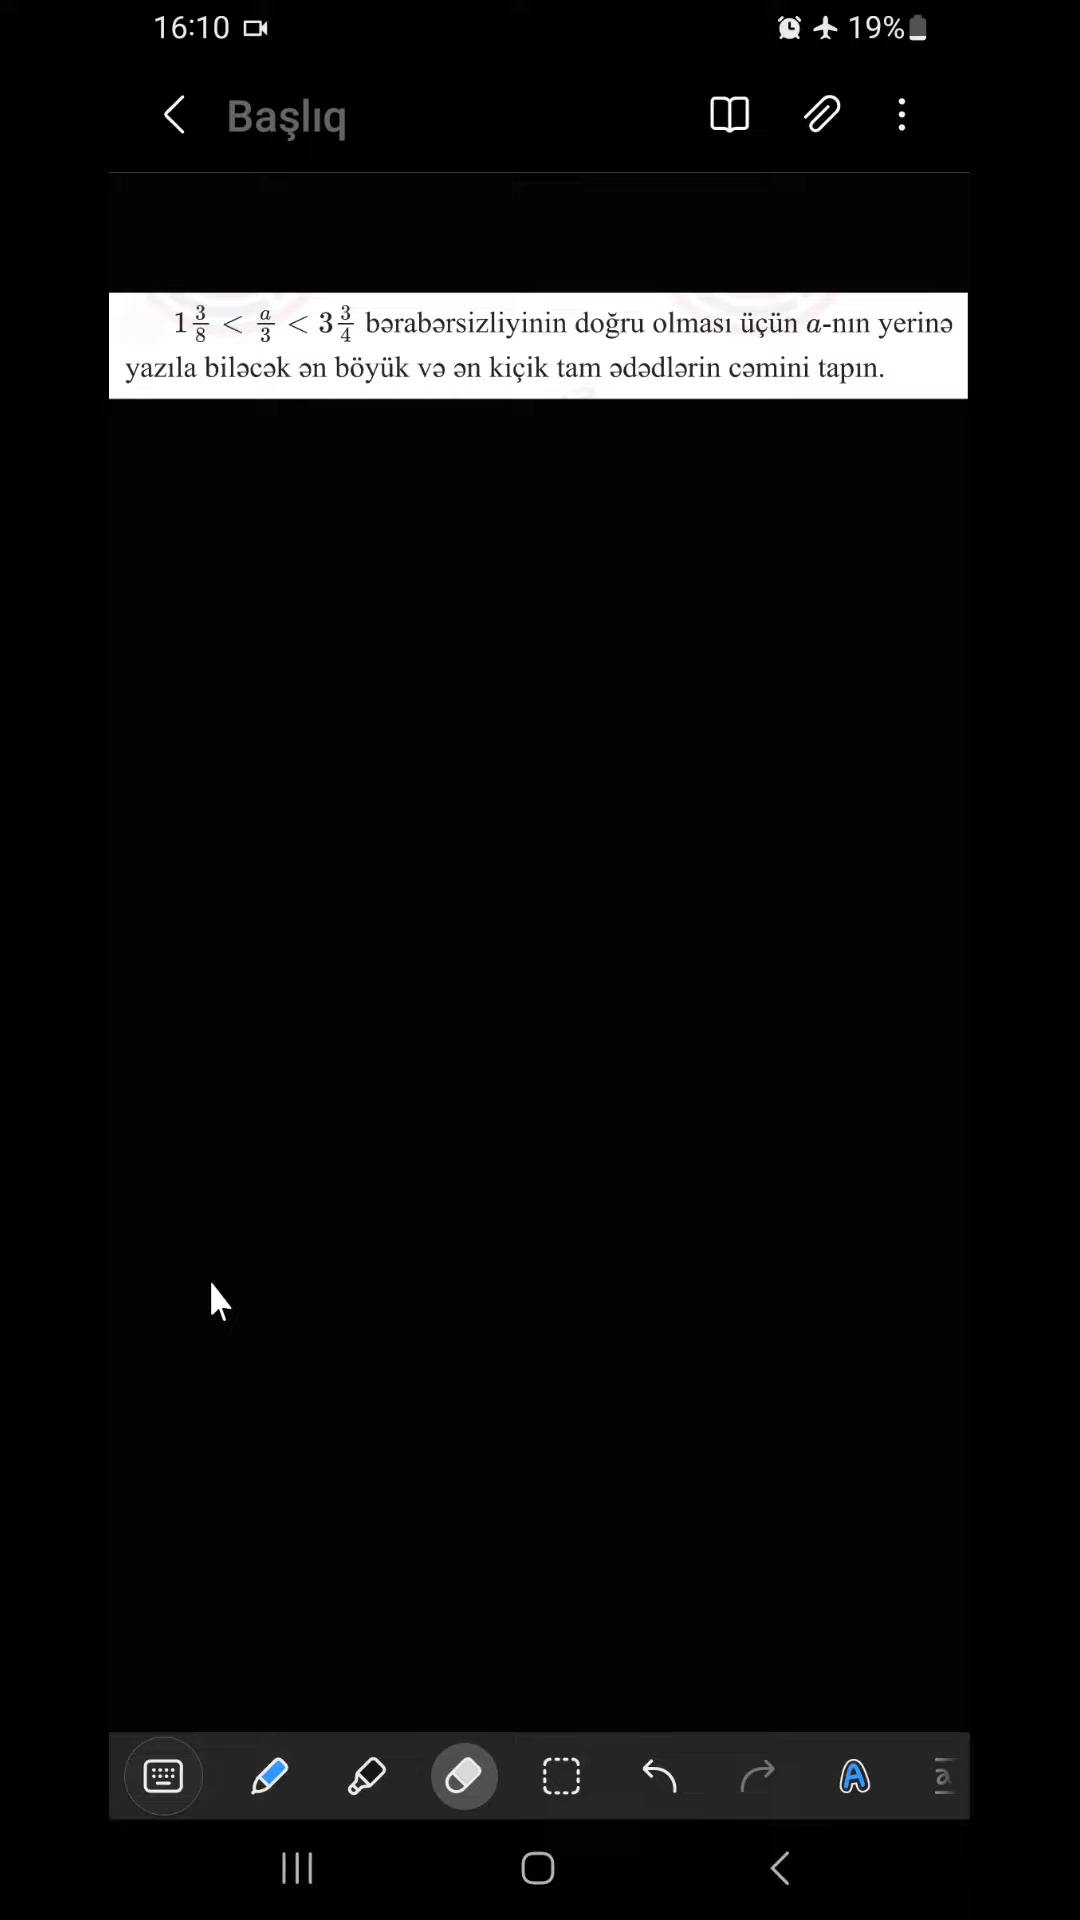 16:10 19%
Başlıq
1 3/8 < a/3 < 3 3/4 bərabərsizliyinin doğru olması üçün a-nın yerinə
yazıla biləcək ən böyük və ən kiçik tam ədədlərin cəmini tapın.
A a